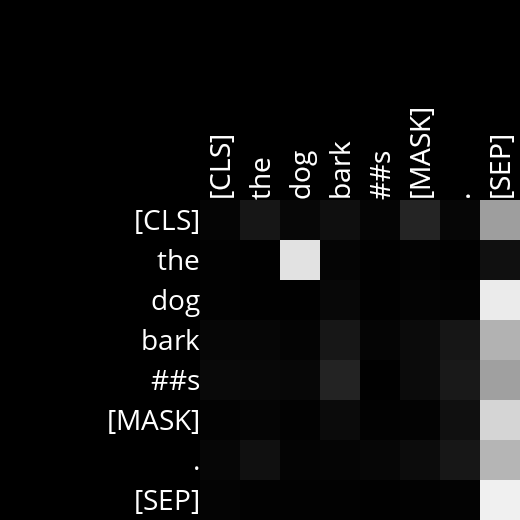 [CLS] the dog bark ##s [MASK] . [SEP]
[CLS]
the
dog
bark
##s
[MASK]
.
[SEP]